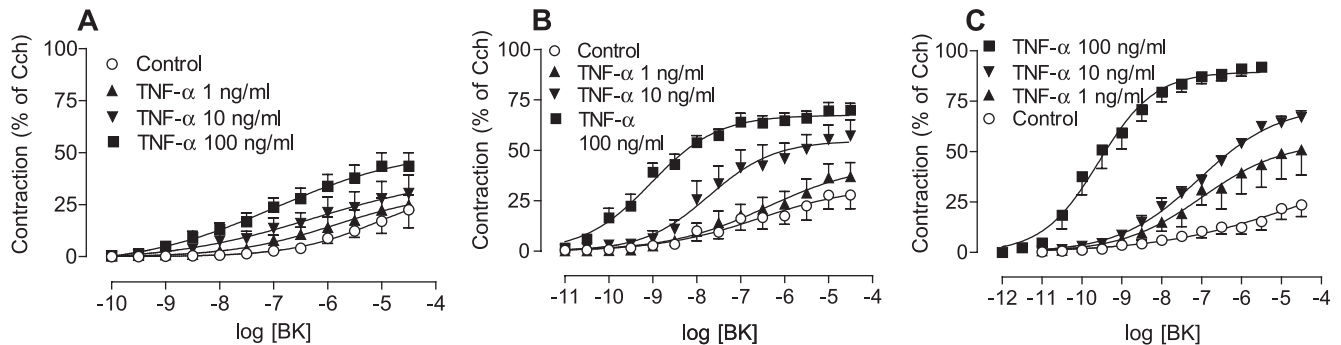 A
Contraction (% of Cch)
100
75
50
25
0
Control
TNF-α 1 ng/ml
TNF-α 10 ng/ml
TNF-α 100 ng/ml
-10 -9 -8 -7 -6 -5 -4
log [BK]
B
Contraction (% of Cch)
100
75
50
25
0
Control
TNF-α 1 ng/ml
TNF-α 10 ng/ml
TNF-α
100 ng/ml
-11 -10 -9 -8 -7 -6 -5 -4
log [BK]
C
Contraction (% of Cch)
100
75
50
25
0
TNF-α 100 ng/ml
TNF-α 10 ng/ml
TNF-α 1 ng/ml
Control
-12 -11 -10 -9 -8 -7 -6 -5 -4
log [BK]